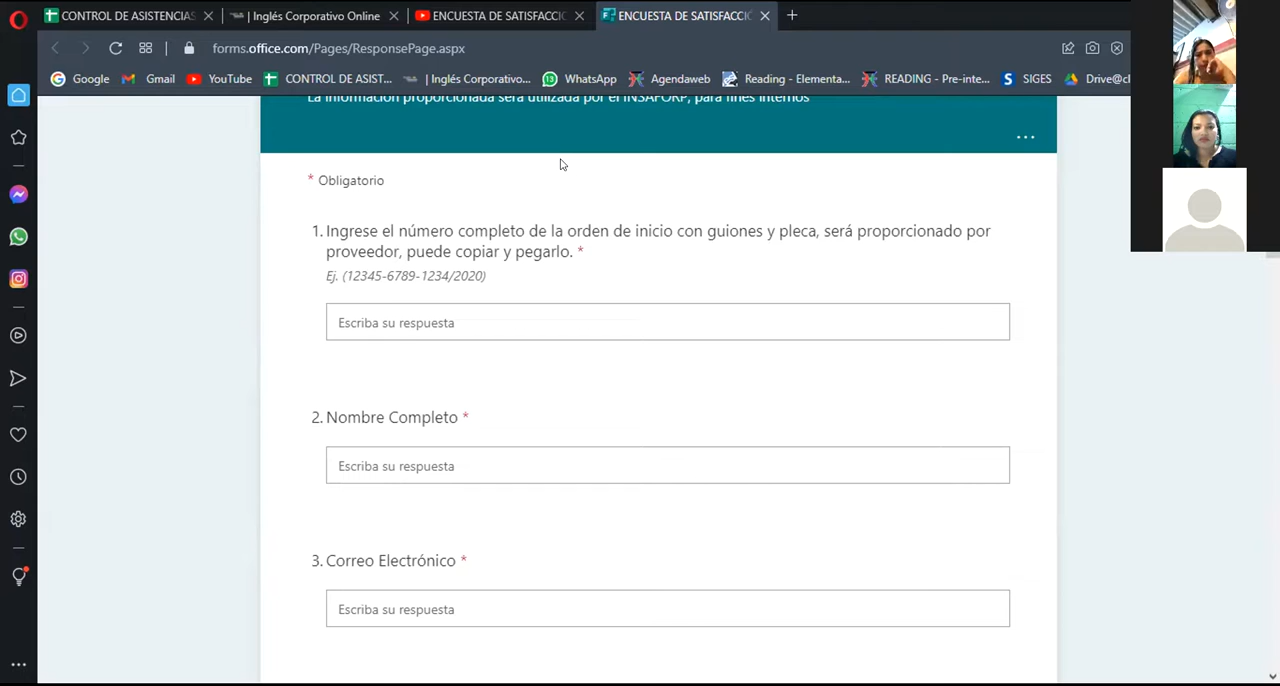 CONTROL DE ASISTENCIAS
| Inglés Corporativo Online
ENCUESTA DE SATISFACCI
ENCUESTA DE SATISFACCI
forms.office.com/Pages/ResponsePage.aspx
Google
Gmail
YouTube
CONTROL DE ASIST...
| Inglés Corporativo...
WhatsApp
Agendaweb
Reading - Elementa...
READING - Pre-inte...
SIGES
Drive@cl
La información proporcionada será utilizada por el INSAFORP, para fines internos
...
* Obligatorio
1. Ingrese el número completo de la orden de inicio con guiones y pleca, será proporcionado por
proveedor, puede copiar y pegarlo. *
Ej. (12345-6789-1234/2020)
Escriba su respuesta
2. Nombre Completo *
Escriba su respuesta
3. Correo Electrónico *
Escriba su respuesta